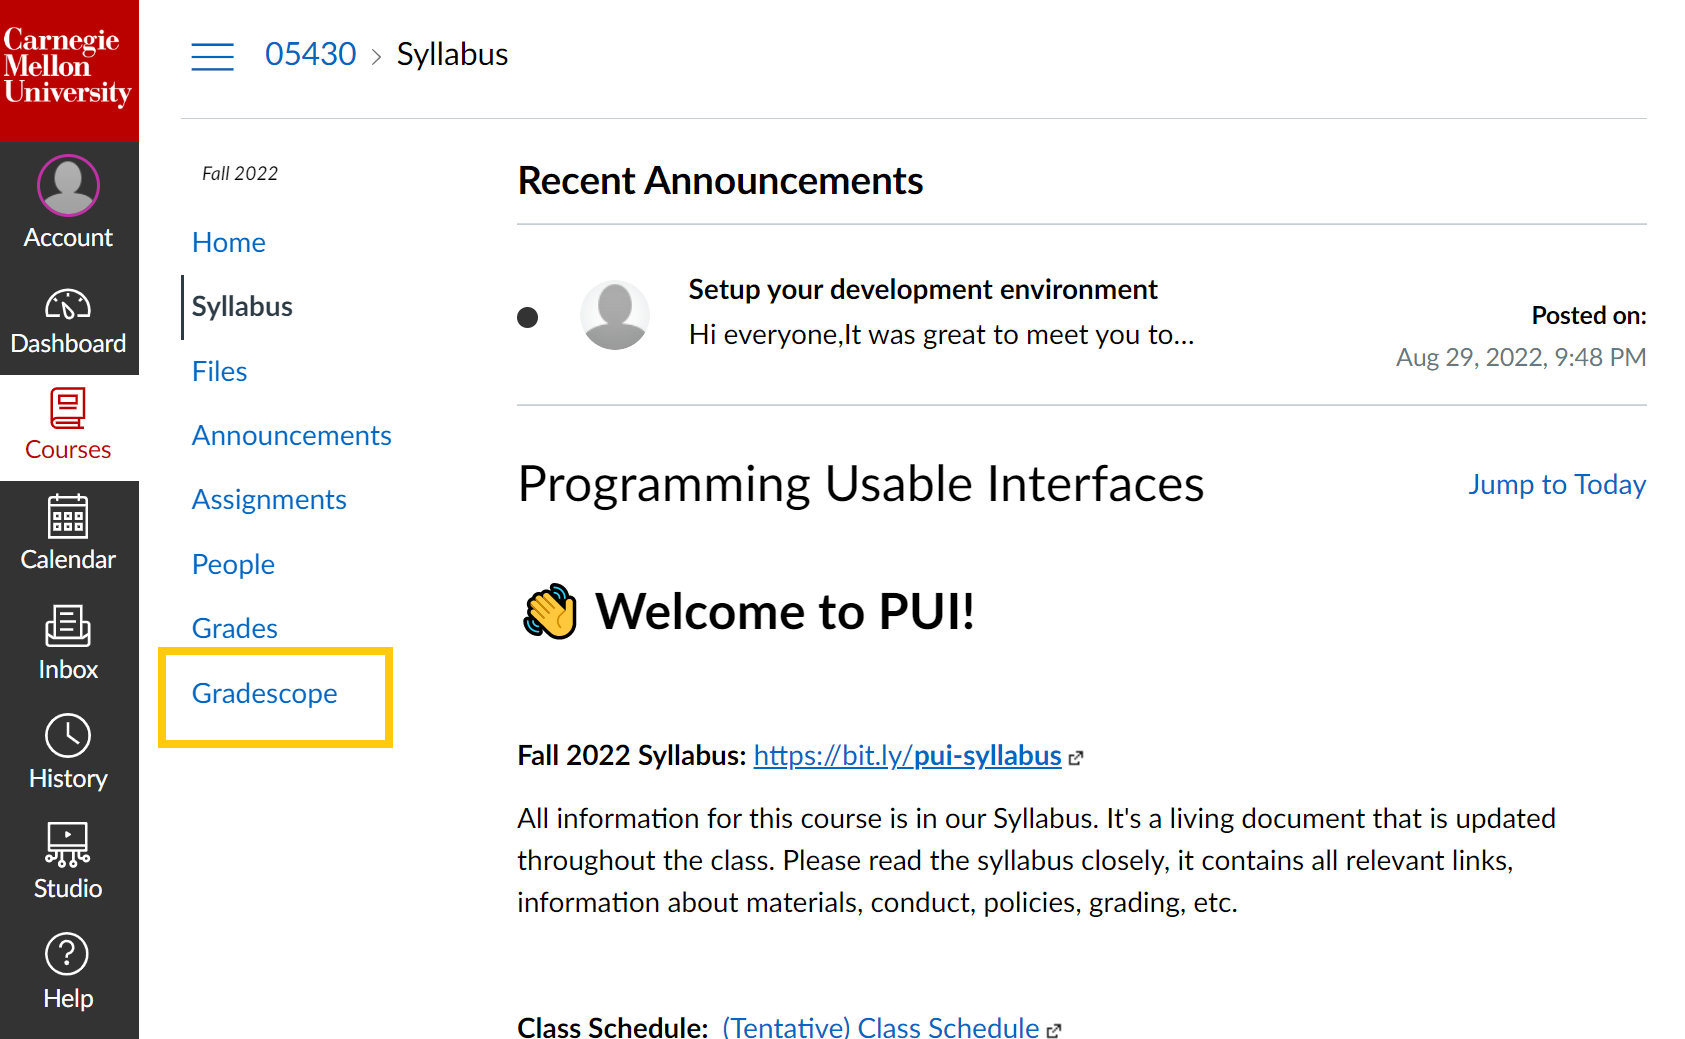 Carnegie
Mellon
University
Account
Dashboard
Courses
Calendar
Inbox
History
Studio
Help
05430 > Syllabus
Fall 2022
Home
Syllabus
Files
Announcements
Assignments
People
Grades
Gradescope
Recent Announcements
Setup your development environment
Hi everyone,It was great to meet you to...
Posted on:
Aug 29, 2022, 9:48 PM
Programming Usable Interfaces
Jump to Today
Welcome to PUI!
Fall 2022 Syllabus: https://bit.ly/pui-syllabus
All information for this course is in our Syllabus. It's a living document that is updated
throughout the class. Please read the syllabus closely, it contains all relevant links,
information about materials, conduct, policies, grading, etc.
Class Schedule: (Tentative) Class Schedule